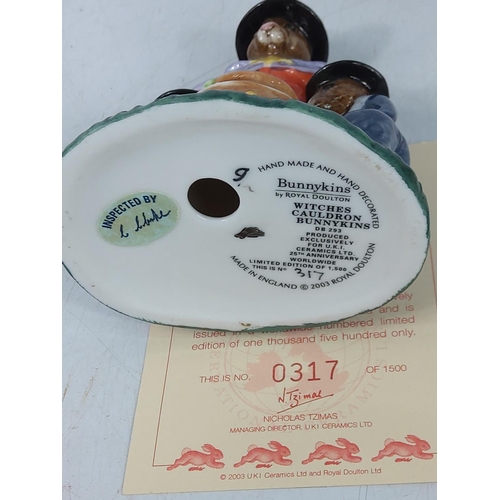 HAND MADE AND HAND DECORATED
Bunnykins
by ROYAL DOULTON
WITCHES
CAULDRON
BUNNYKINS
DB 293
PRODUCED
EXCLUSIVELY
FOR U.K.I.
CERAMICS LTD.
25TH ANNIVERSARY
WORLDWIDE
LIMITED EDITION OF 1,500
THIS IS Nº 317
MADE IN ENGLAND © 2003 ROYAL DOULTON
INSPECTED BY
issued in a worldwide numbered limited
edition of one thousand five hundred only.
THIS IS NO. 0317 OF 1500
N. Tzimas
NICHOLAS TZIMAS
MANAGING DIRECTOR, U.K.I. CERAMICS LTD
© 2003 U.K.I. Ceramics Ltd and Royal Doulton Ltd